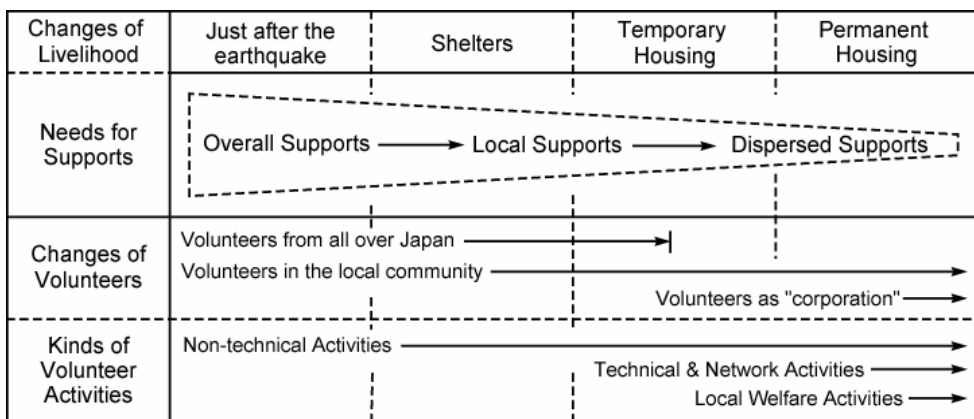 Changes of
Livelihood
Just after the
earthquake
Shelters
Temporary
Housing
Permanent
Housing
Needs for
Supports
Overall Supports
Local Supports
Dispersed Supports
Changes of
Volunteers
Volunteers from all over Japan
Volunteers in the local community
Volunteers as "corporation"
Kinds of
Volunteer
Activities
Non-technical Activities
Technical & Network Activities
Local Welfare Activities